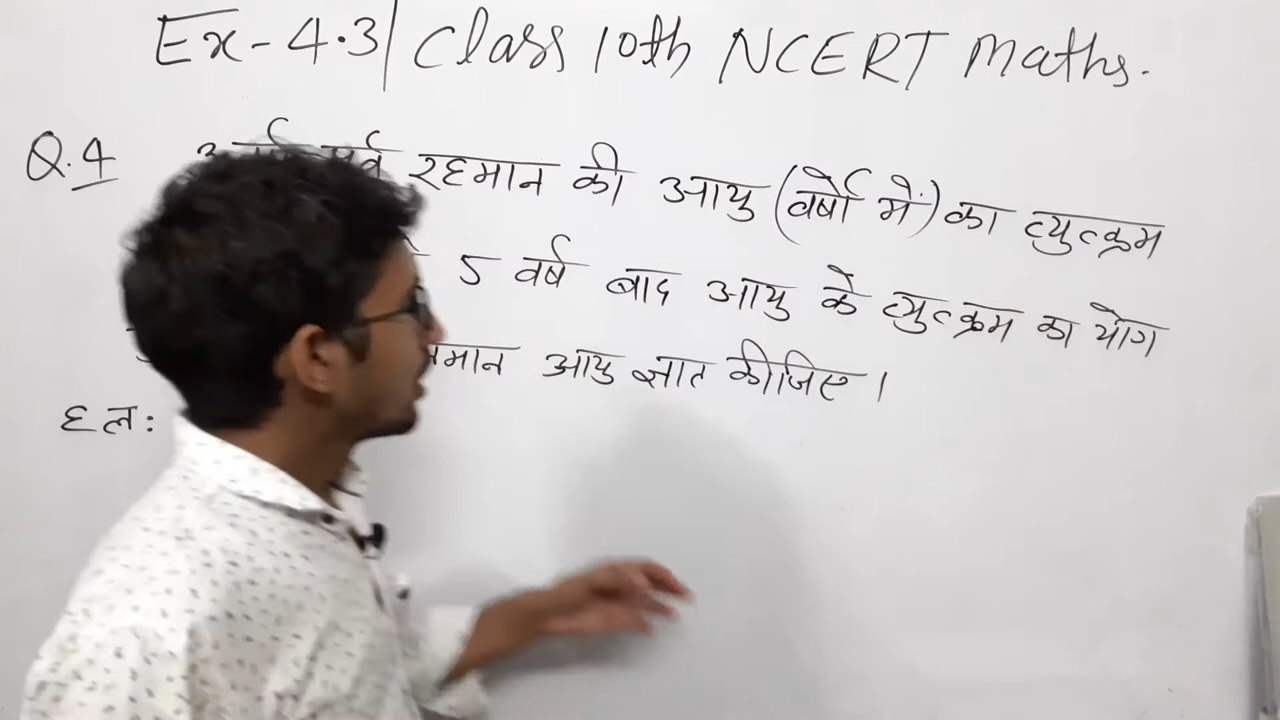 Ex-4.3| Class 10th NCERT Maths.
Q.4 रहमान की आयु (वर्षो में) का व्युत्क्रम
5 वर्ष बाद आयु के व्युत्क्रम का योग
आयु ज्ञात कीजिए।
हल: